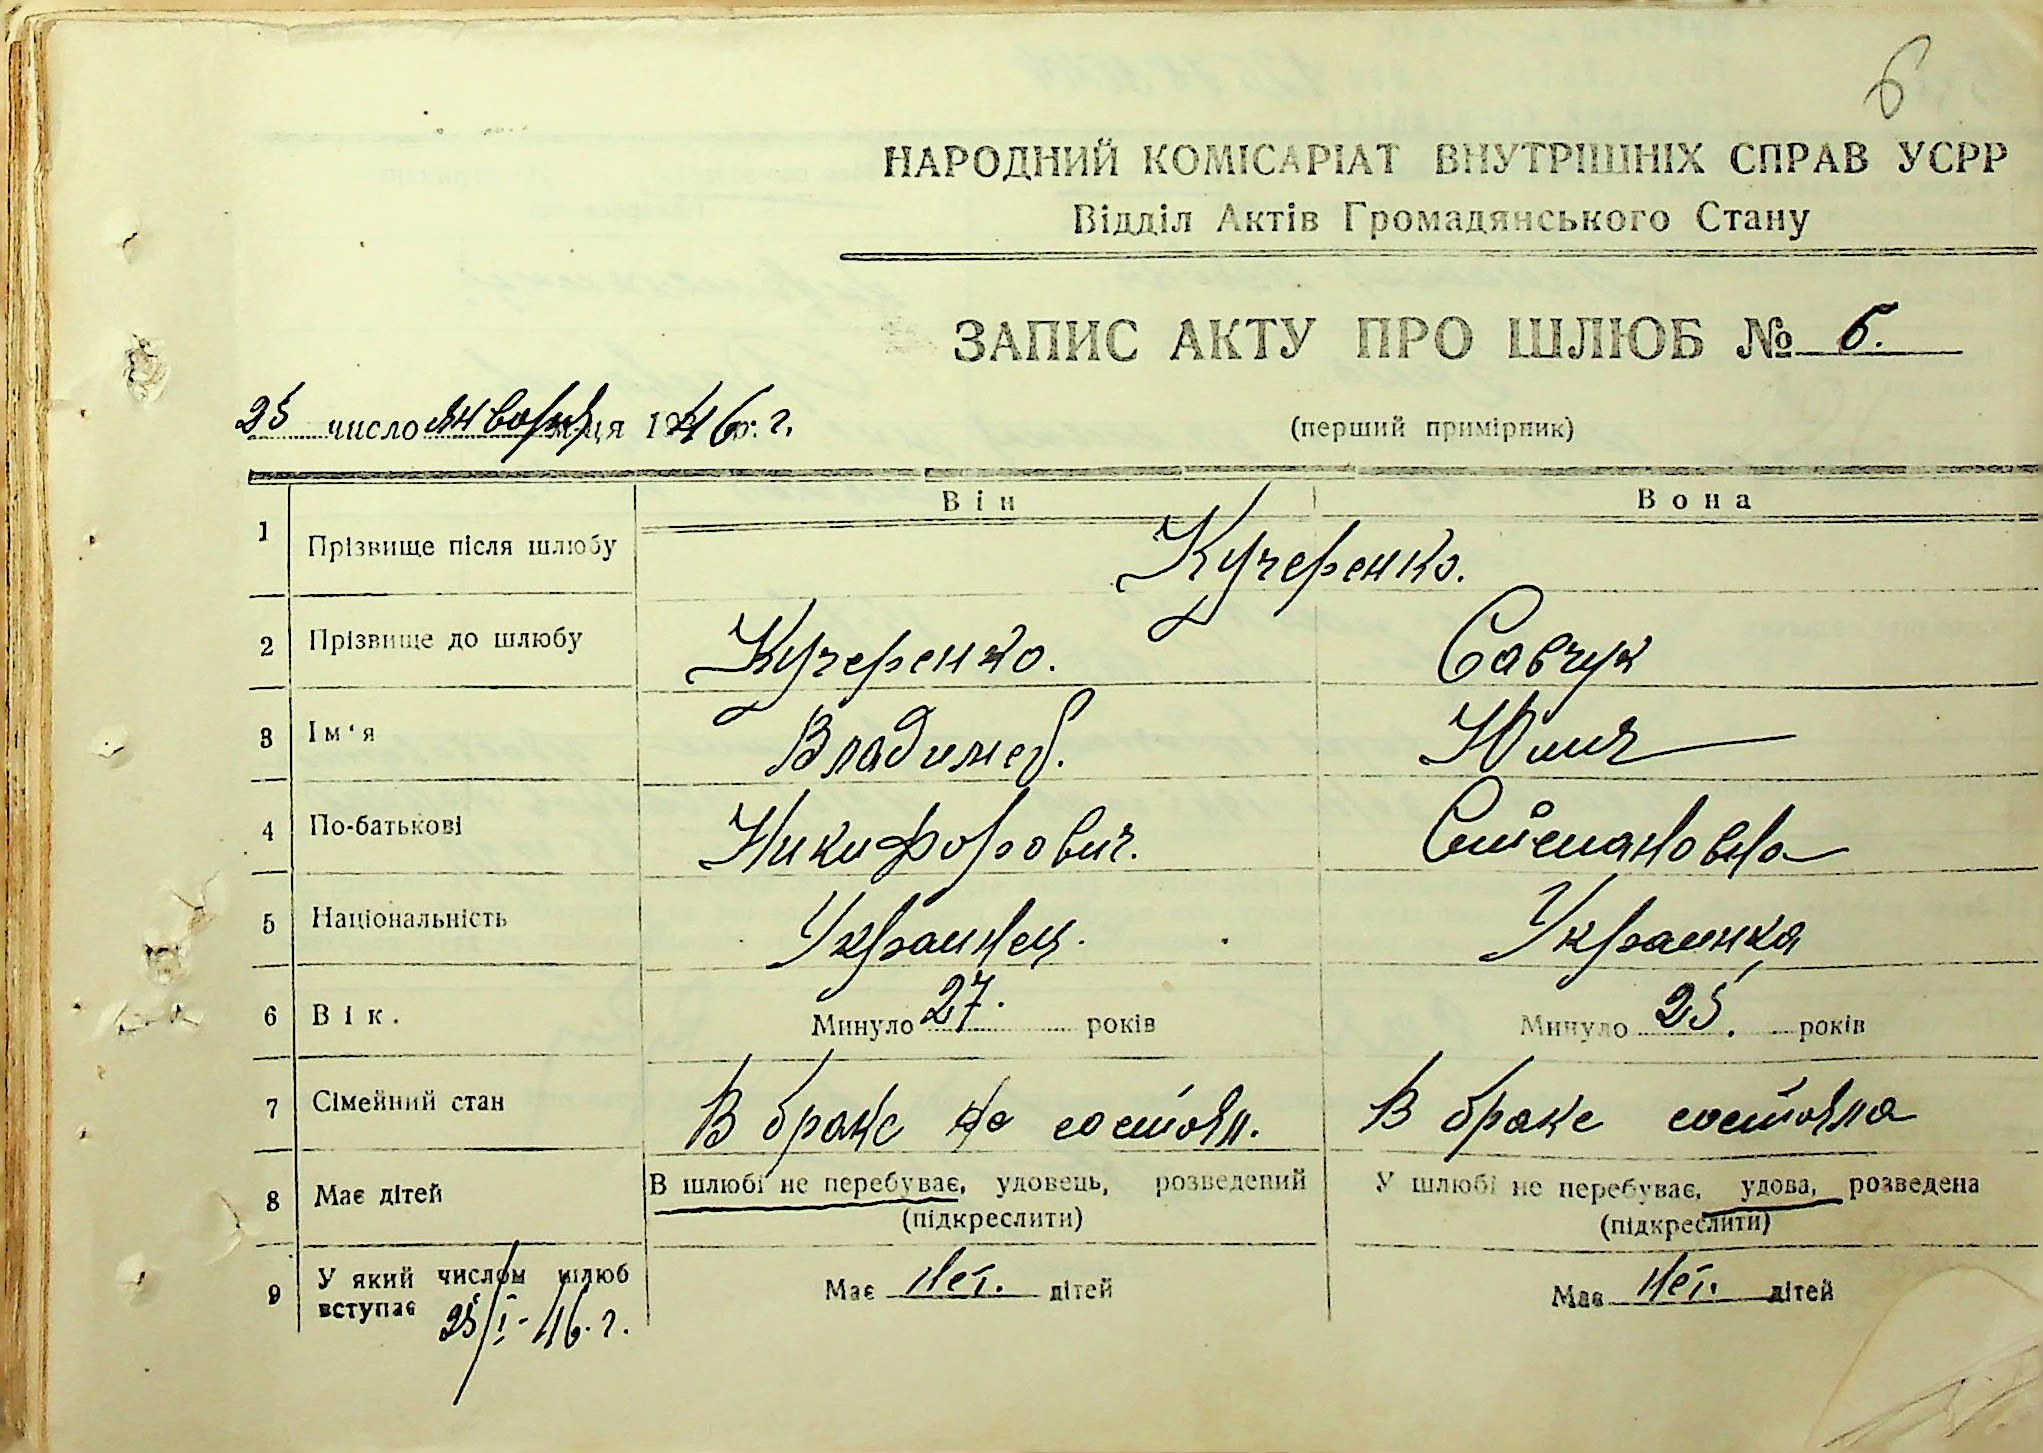 6
НАРОДНИЙ КОМІСАРІАТ ВНУТРІШНІХ СПРАВ УСРР
Відділ Актів Громадянського Стану
ЗАПИС АКТУ ПРО ШЛЮБ № 6.
25 число января м-ця 1946 р. г.
(перший примірник)
Він Вона
1 Прізвище після шлюбу Кучеренко.
2 Прізвище до шлюбу Кучеренко. Савчук
3 Ім'я Владимер. Юлия
4 По-батькові Никифорович. Степановна
5 Національність Украинец. Украинка
6 Вік. Минуло 27. років Минуло 25. років
7 Сімейний стан В браке не состоял. В браке состояла
8 Має дітей В шлюбі не перебуває, удовець, розведений У шлюбі не перебуває, удова, розведена
(підкреслити) (підкреслити)
9 У який числом шлюб вступає 25/I-46.г. Має Нет. дітей Має Нет. дітей